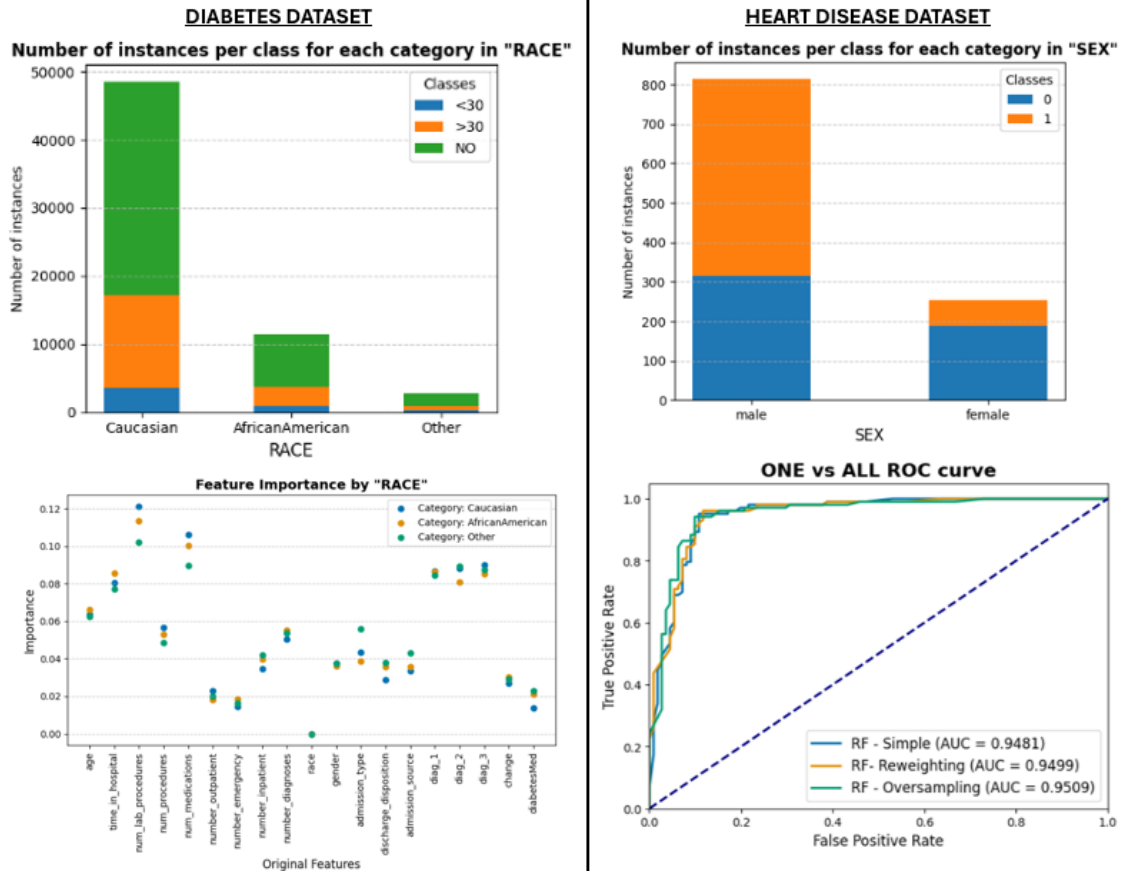 DIABETES DATASET
Number of instances per class for each category in "RACE"
50000
40000
30000
20000
10000
0
Number of instances
Classes
<30
>30
NO
Caucasian
AfricanAmerican
Other
RACE
Feature Importance by "RACE"
0.12
0.10
0.08
0.06
0.04
0.02
0.00
Importance
Category: Caucasian
Category: AfricanAmerican
Category: Other
age
time_in_hospital
num_lab_procedures
num_procedures
num_medications
number_outpatient
number_emergency
number_inpatient
number_diagnoses
race
gender
admission_type
discharge_disposition
admission_source
diag_1
diag_2
diag_3
change
diabetesMed
Original Features
HEART DISEASE DATASET
Number of instances per class for each category in "SEX"
800
700
600
500
400
300
200
100
0
Number of instances
Classes
0
1
male
female
SEX
ONE vs ALL ROC curve
1.0
0.8
0.6
0.4
0.2
0.0
True Positive Rate
RF - Simple (AUC = 0.9481)
RF- Reweighting (AUC = 0.9499)
RF - Oversampling (AUC = 0.9509)
0.0
0.2
0.4
0.6
0.8
1.0
False Positive Rate